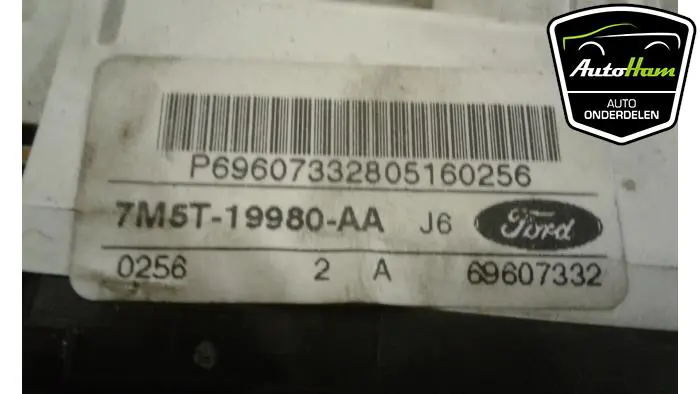 AutoHam
AUTO
ONDERDELEN
P69607332805160256
7M5T-19980-AA J6 Ford
0256 2 A 69607332